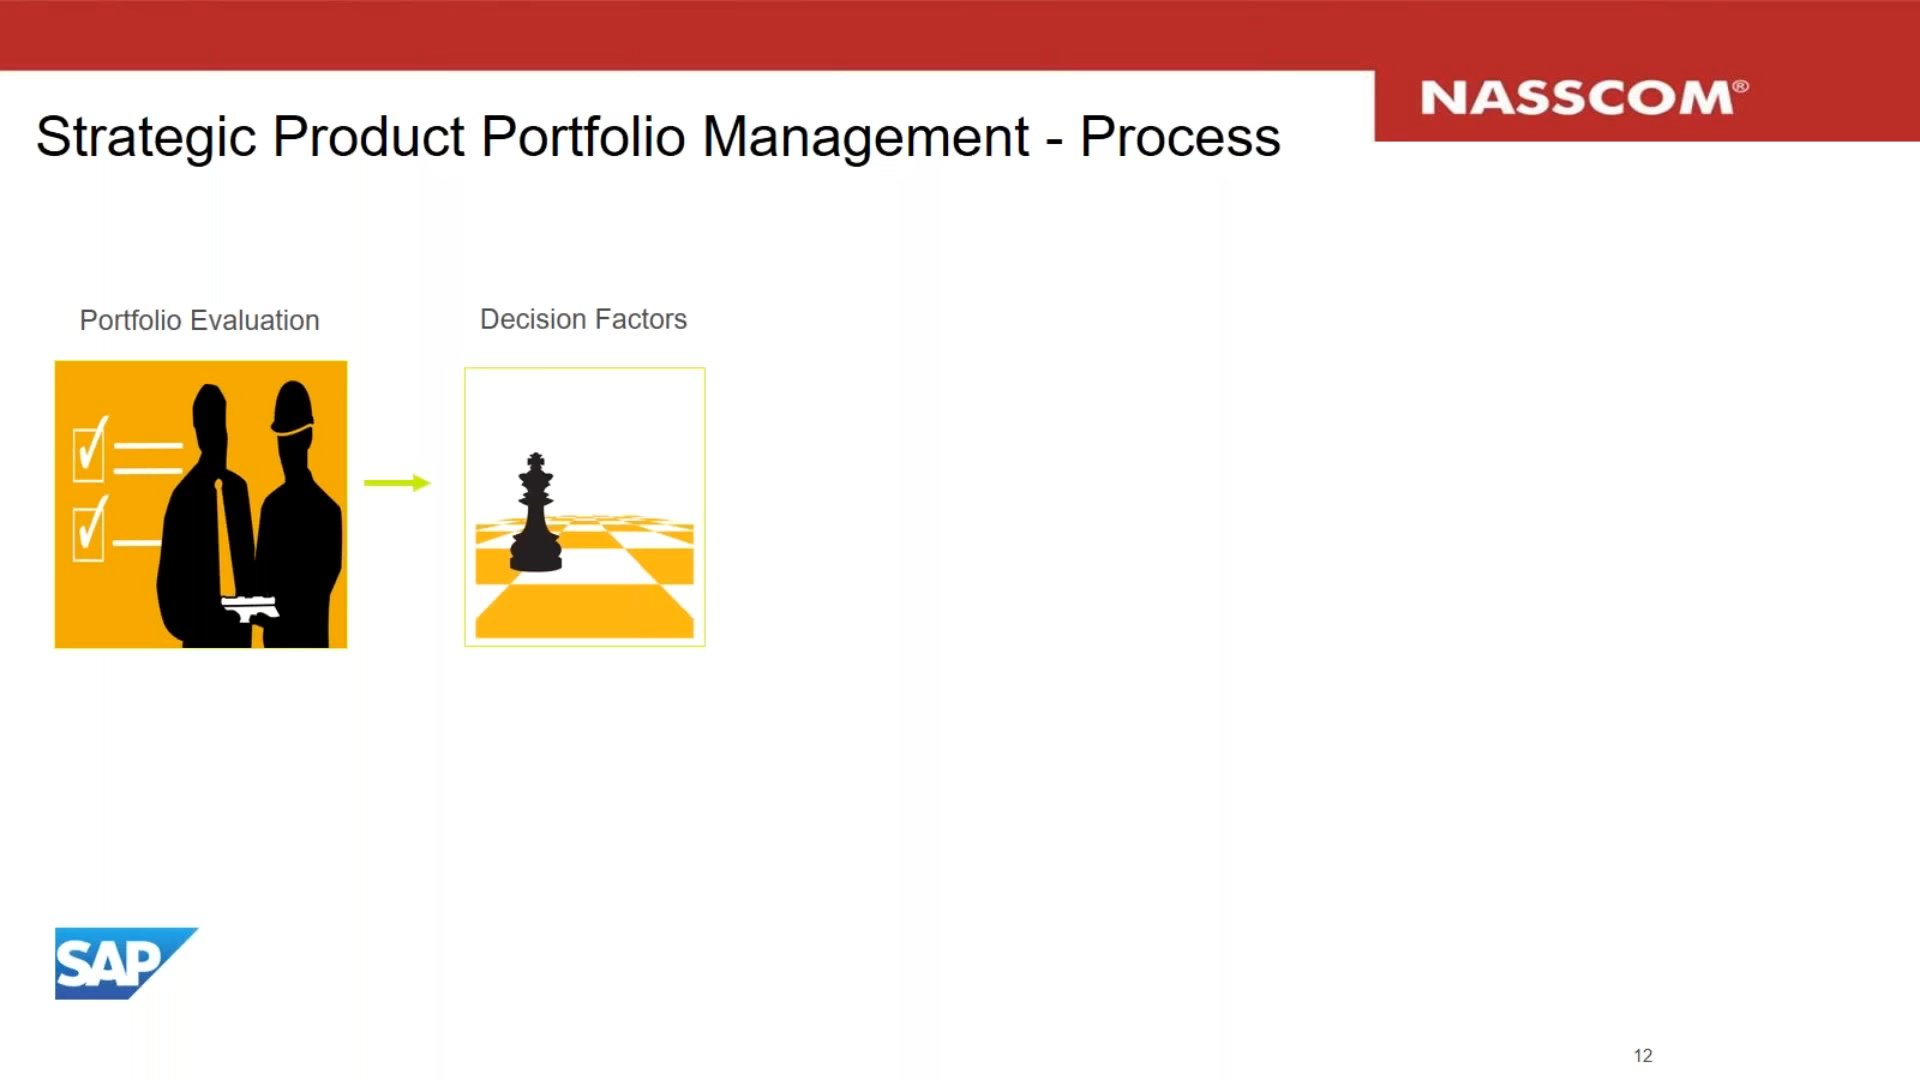 NASSCOM®
Strategic Product Portfolio Management - Process
Portfolio Evaluation
Decision Factors
SAP
12